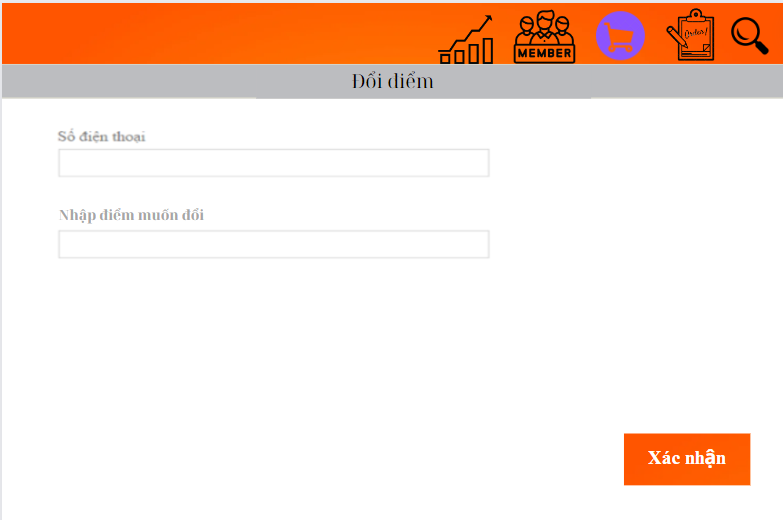 MEMBER
Order!
Đổi điểm
Số điện thoại
Nhập điểm muốn đổi
Xác nhận